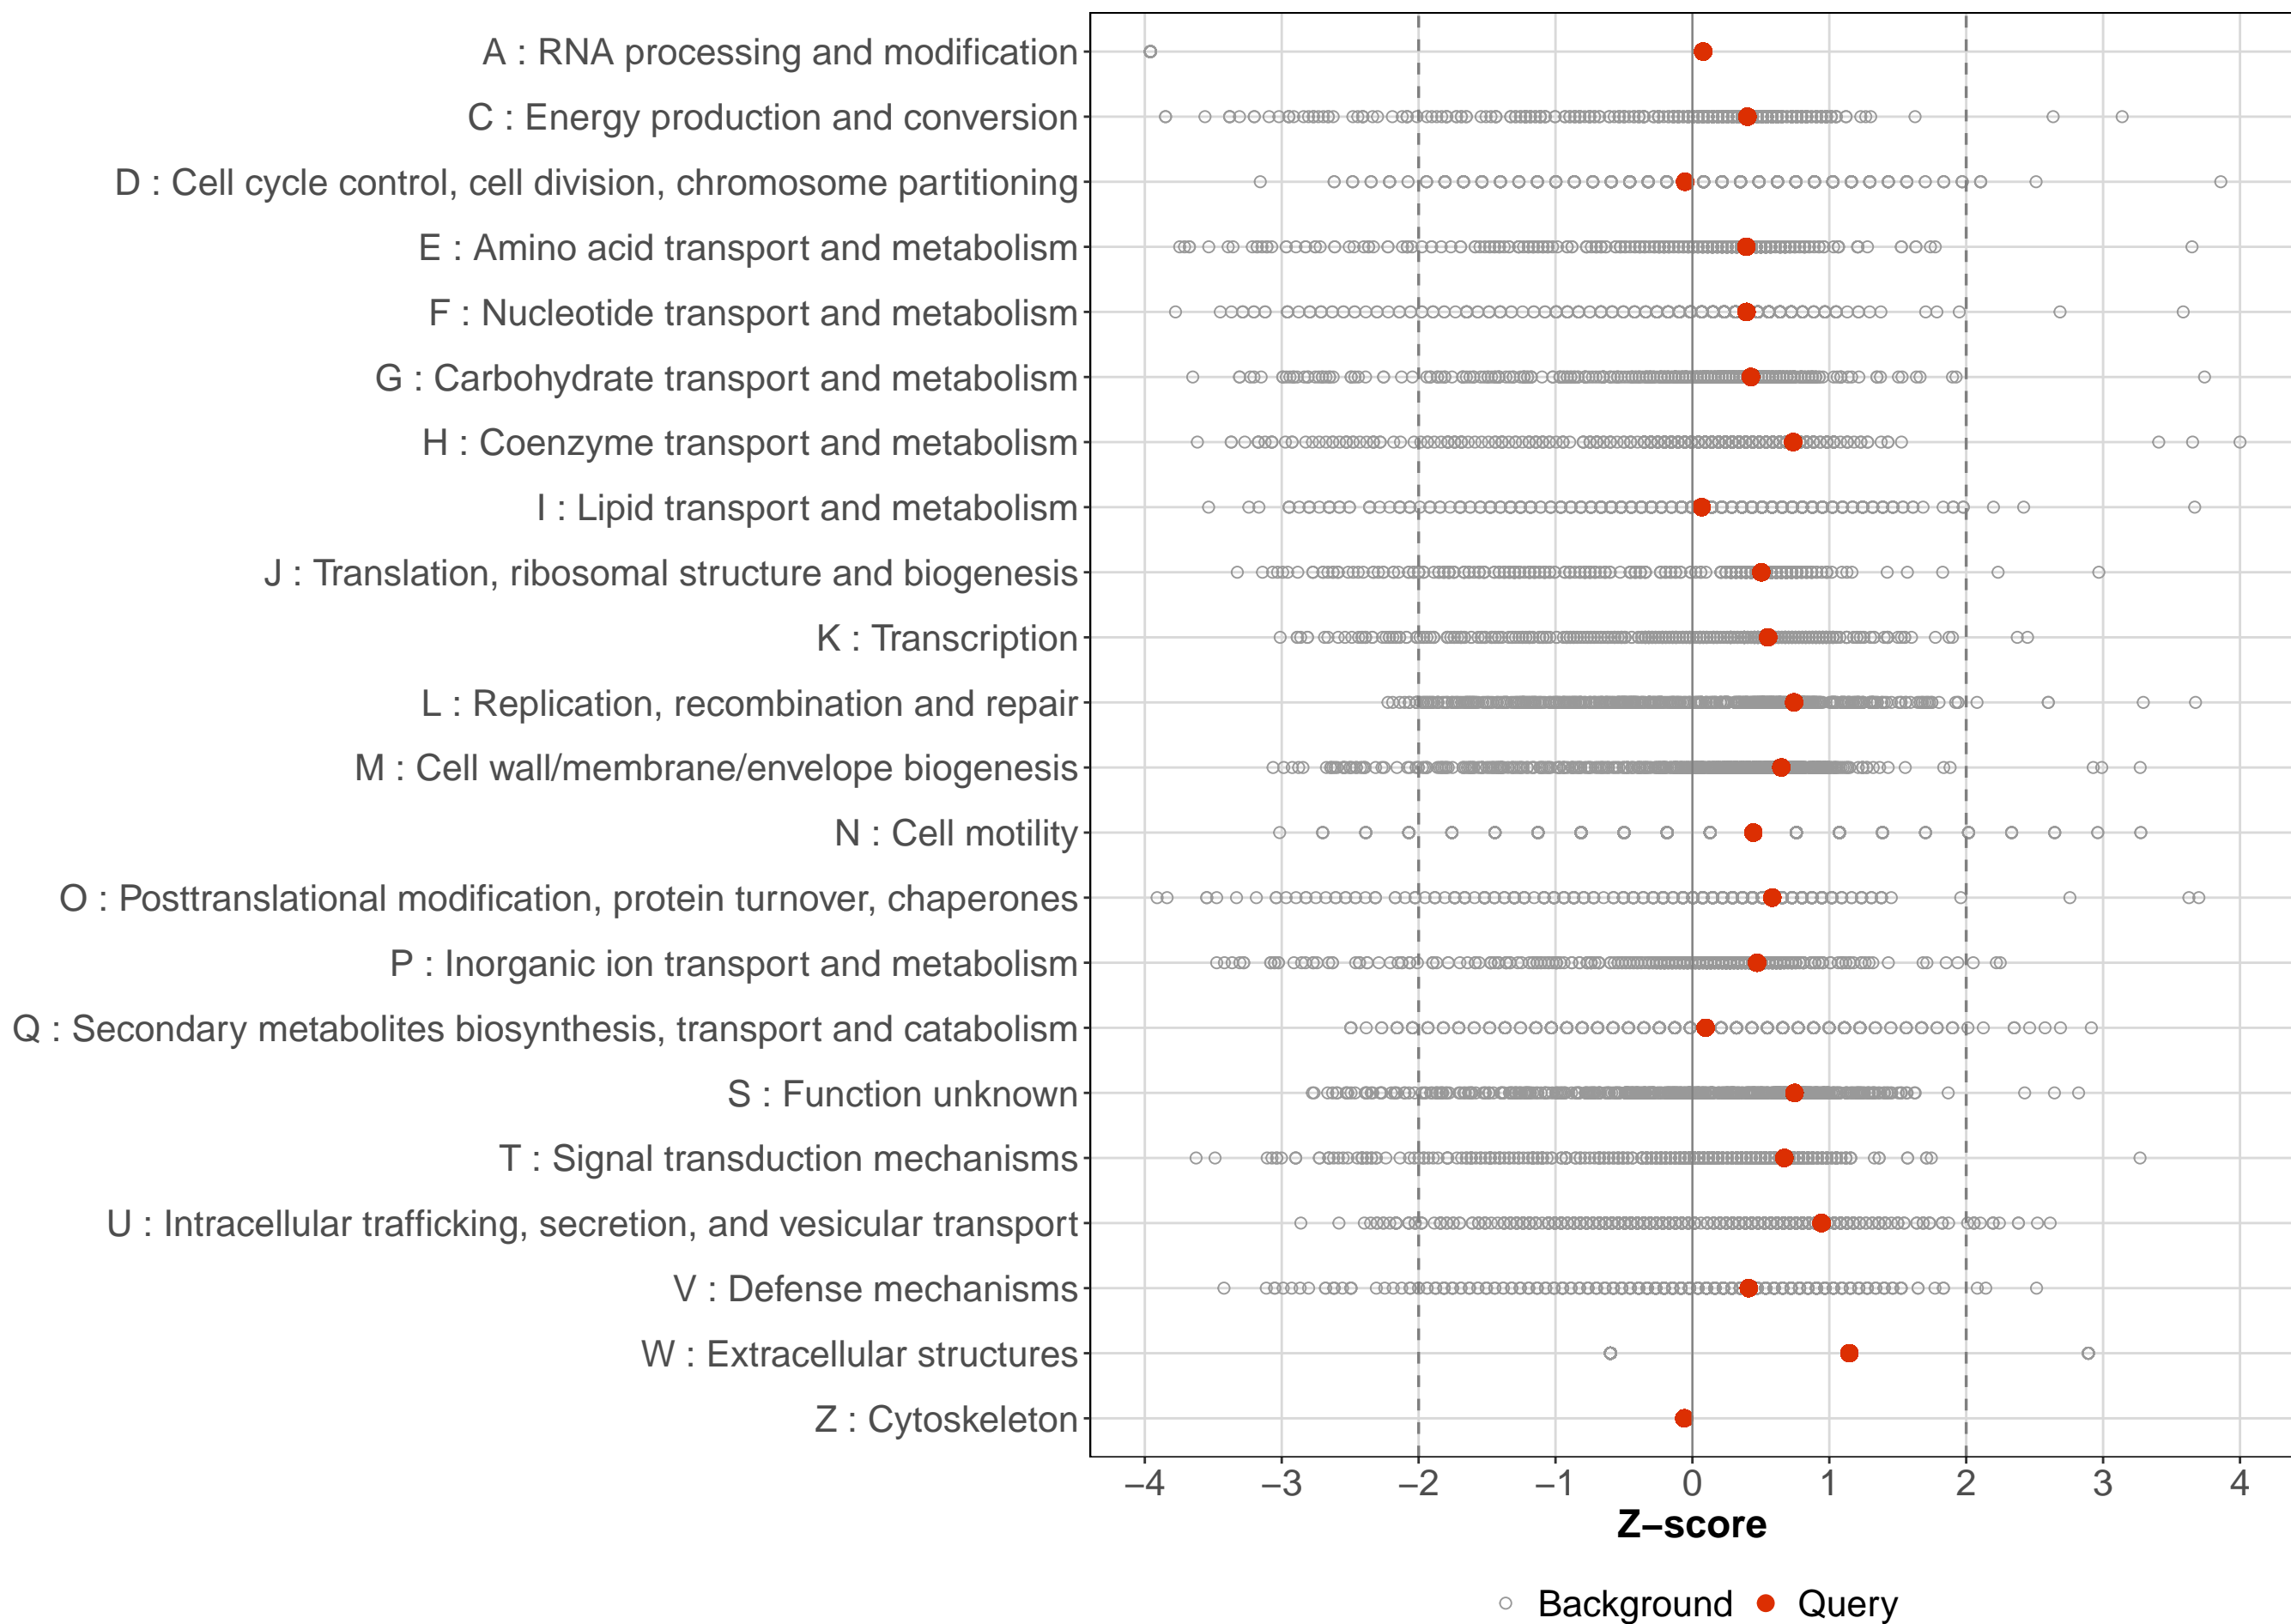 A : RNA processing and modification
C : Energy production and conversion
D : Cell cycle control, cell division, chromosome partitioning
E : Amino acid transport and metabolism
F : Nucleotide transport and metabolism
G : Carbohydrate transport and metabolism
H : Coenzyme transport and metabolism
I : Lipid transport and metabolism
J : Translation, ribosomal structure and biogenesis
K : Transcription
L : Replication, recombination and repair
M : Cell wall/membrane/envelope biogenesis
N : Cell motility
O : Posttranslational modification, protein turnover, chaperones
P : Inorganic ion transport and metabolism
Q : Secondary metabolites biosynthesis, transport and catabolism
S : Function unknown
T : Signal transduction mechanisms
U : Intracellular trafficking, secretion, and vesicular transport
V : Defense mechanisms
W : Extracellular structures
Z : Cytoskeleton
−4 −3 −2 −1 0 1 2 3 4
Z−score
Background Query